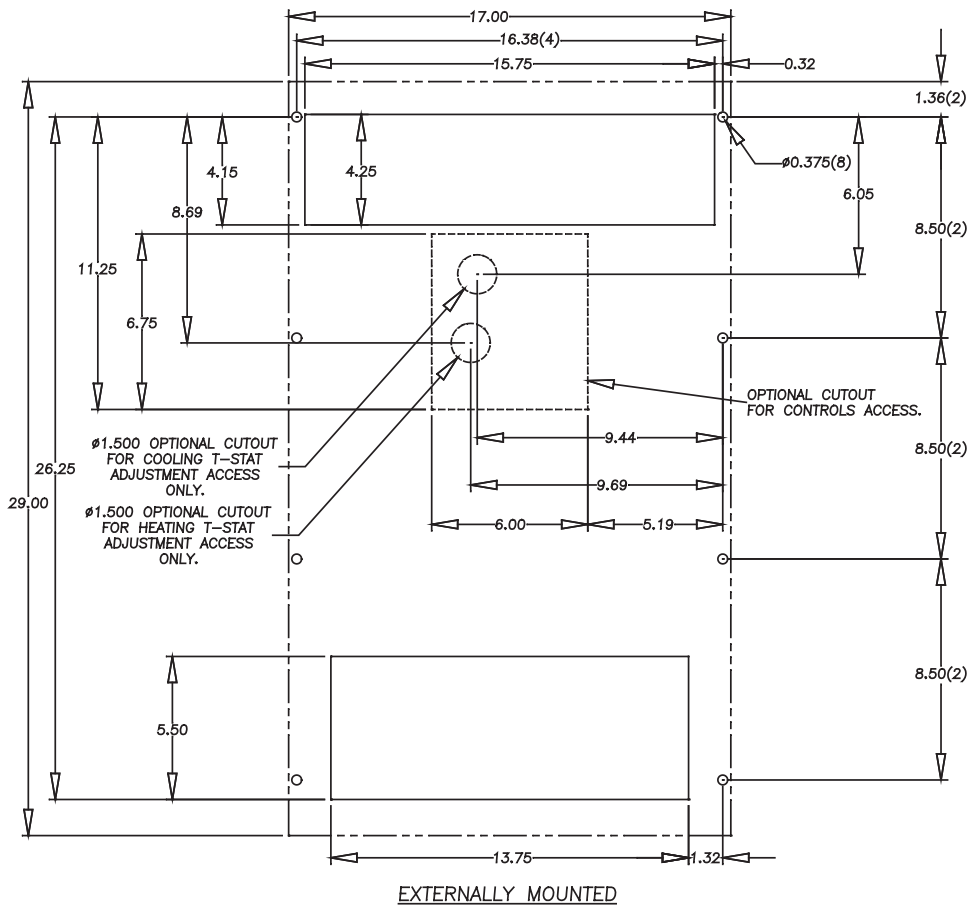 17.00
16.38(4)
15.75
0.32
1.36(2)
Ø0.375(8)
4.15
4.25
6.05
8.69
8.50(2)
11.25
6.75
OPTIONAL CUTOUT
FOR CONTROLS ACCESS.
9.44
Ø1.500 OPTIONAL CUTOUT
FOR COOLING T-STAT
ADJUSTMENT ACCESS
ONLY.
8.50(2)
26.25
9.69
29.00
Ø1.500 OPTIONAL CUTOUT
FOR HEATING T-STAT
ADJUSTMENT ACCESS
ONLY.
6.00
5.19
8.50(2)
5.50
13.75
1.32
EXTERNALLY MOUNTED